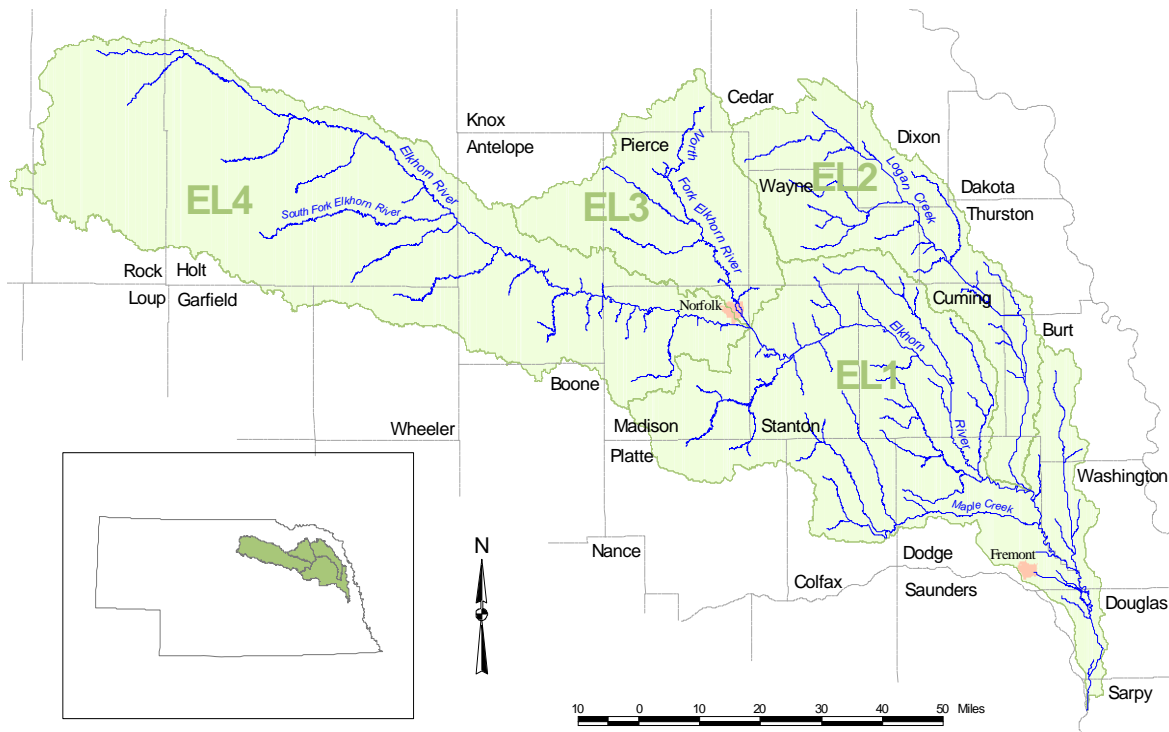 Cedar
Knox
Antelope
Pierce
North
Fork Elkhorn River
Dixon
Logan
Creek
Elkhorn
River
Wayne
EL2
Dakota
Thurston
EL4
EL3
South Fork Elkhorn River
Rock
Holt
Loup
Garfield
Norfolk
Cuming
Burt
Elkhorn
River
EL1
Boone
Wheeler
Madison
Stanton
Platte
Washington
Maple Creek
Nance
Dodge
Fremont
Colfax
Saunders
Douglas
N
Sarpy
10 0 10 20 30 40 50 Miles